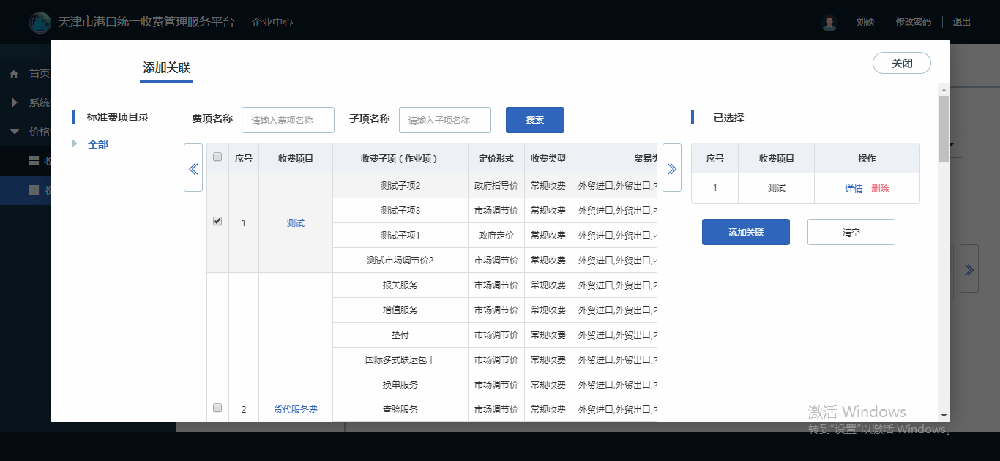 天津市港口统一收费管理服务平台 -- 企业中心
刘硕 修改密码 退出
首页
系统
价格
收
收
添加关联
关闭
标准费项目录
全部
费项名称 请输入费项名称 子项名称 请输入子项名称 搜索
序号 收费项目 收费子项（作业项） 定价形式 收费类型 贸易类
1 测试
测试子项2 政府指导价 常规收费 外贸进口,外贸出口,内
测试子项3 市场调节价 常规收费 外贸进口,外贸出口,内
测试子项1 政府定价 常规收费 外贸进口,外贸出口,内
测试市场调节价2 市场调节价 常规收费 外贸进口,外贸出口,内
2 货代服务费
报关服务 市场调节价 常规收费 外贸进口,外贸出口,内
增值服务 市场调节价 常规收费 外贸进口,外贸出口,内
垫付 市场调节价 常规收费 外贸进口,外贸出口,内
国际多式联运包干 市场调节价 常规收费 外贸进口,外贸出口,内
换单服务 市场调节价 常规收费 外贸进口,外贸出口,内
查验服务 市场调节价 常规收费 外贸进口,外贸出口,内
已选择
序号 收费项目 操作
1 测试 详情 删除
添加关联 清空
激活 Windows
转到"设置"以激活 Windows。